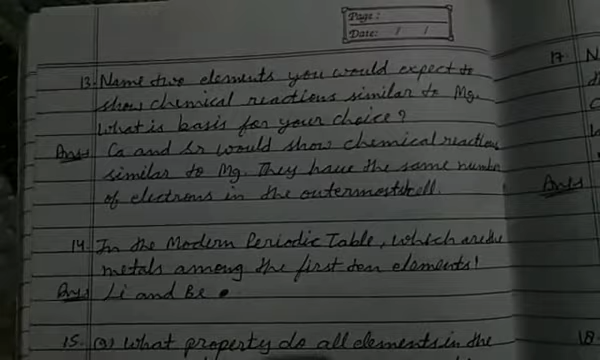 Page:
Date: / /
13. Name two elements you would expect to
show chemical reactions similar to Mg.
What is basis for your choice?
Ans Ca and Sr would show chemical reaction
similar to Mg. They have the same number
of electrons in the outermost
14. In the Modern Periodic Table, which are the
metals among the first ten elements!
Ans Li and Be .
15. (a) What property do all elements in the
17. N
Ans
18.